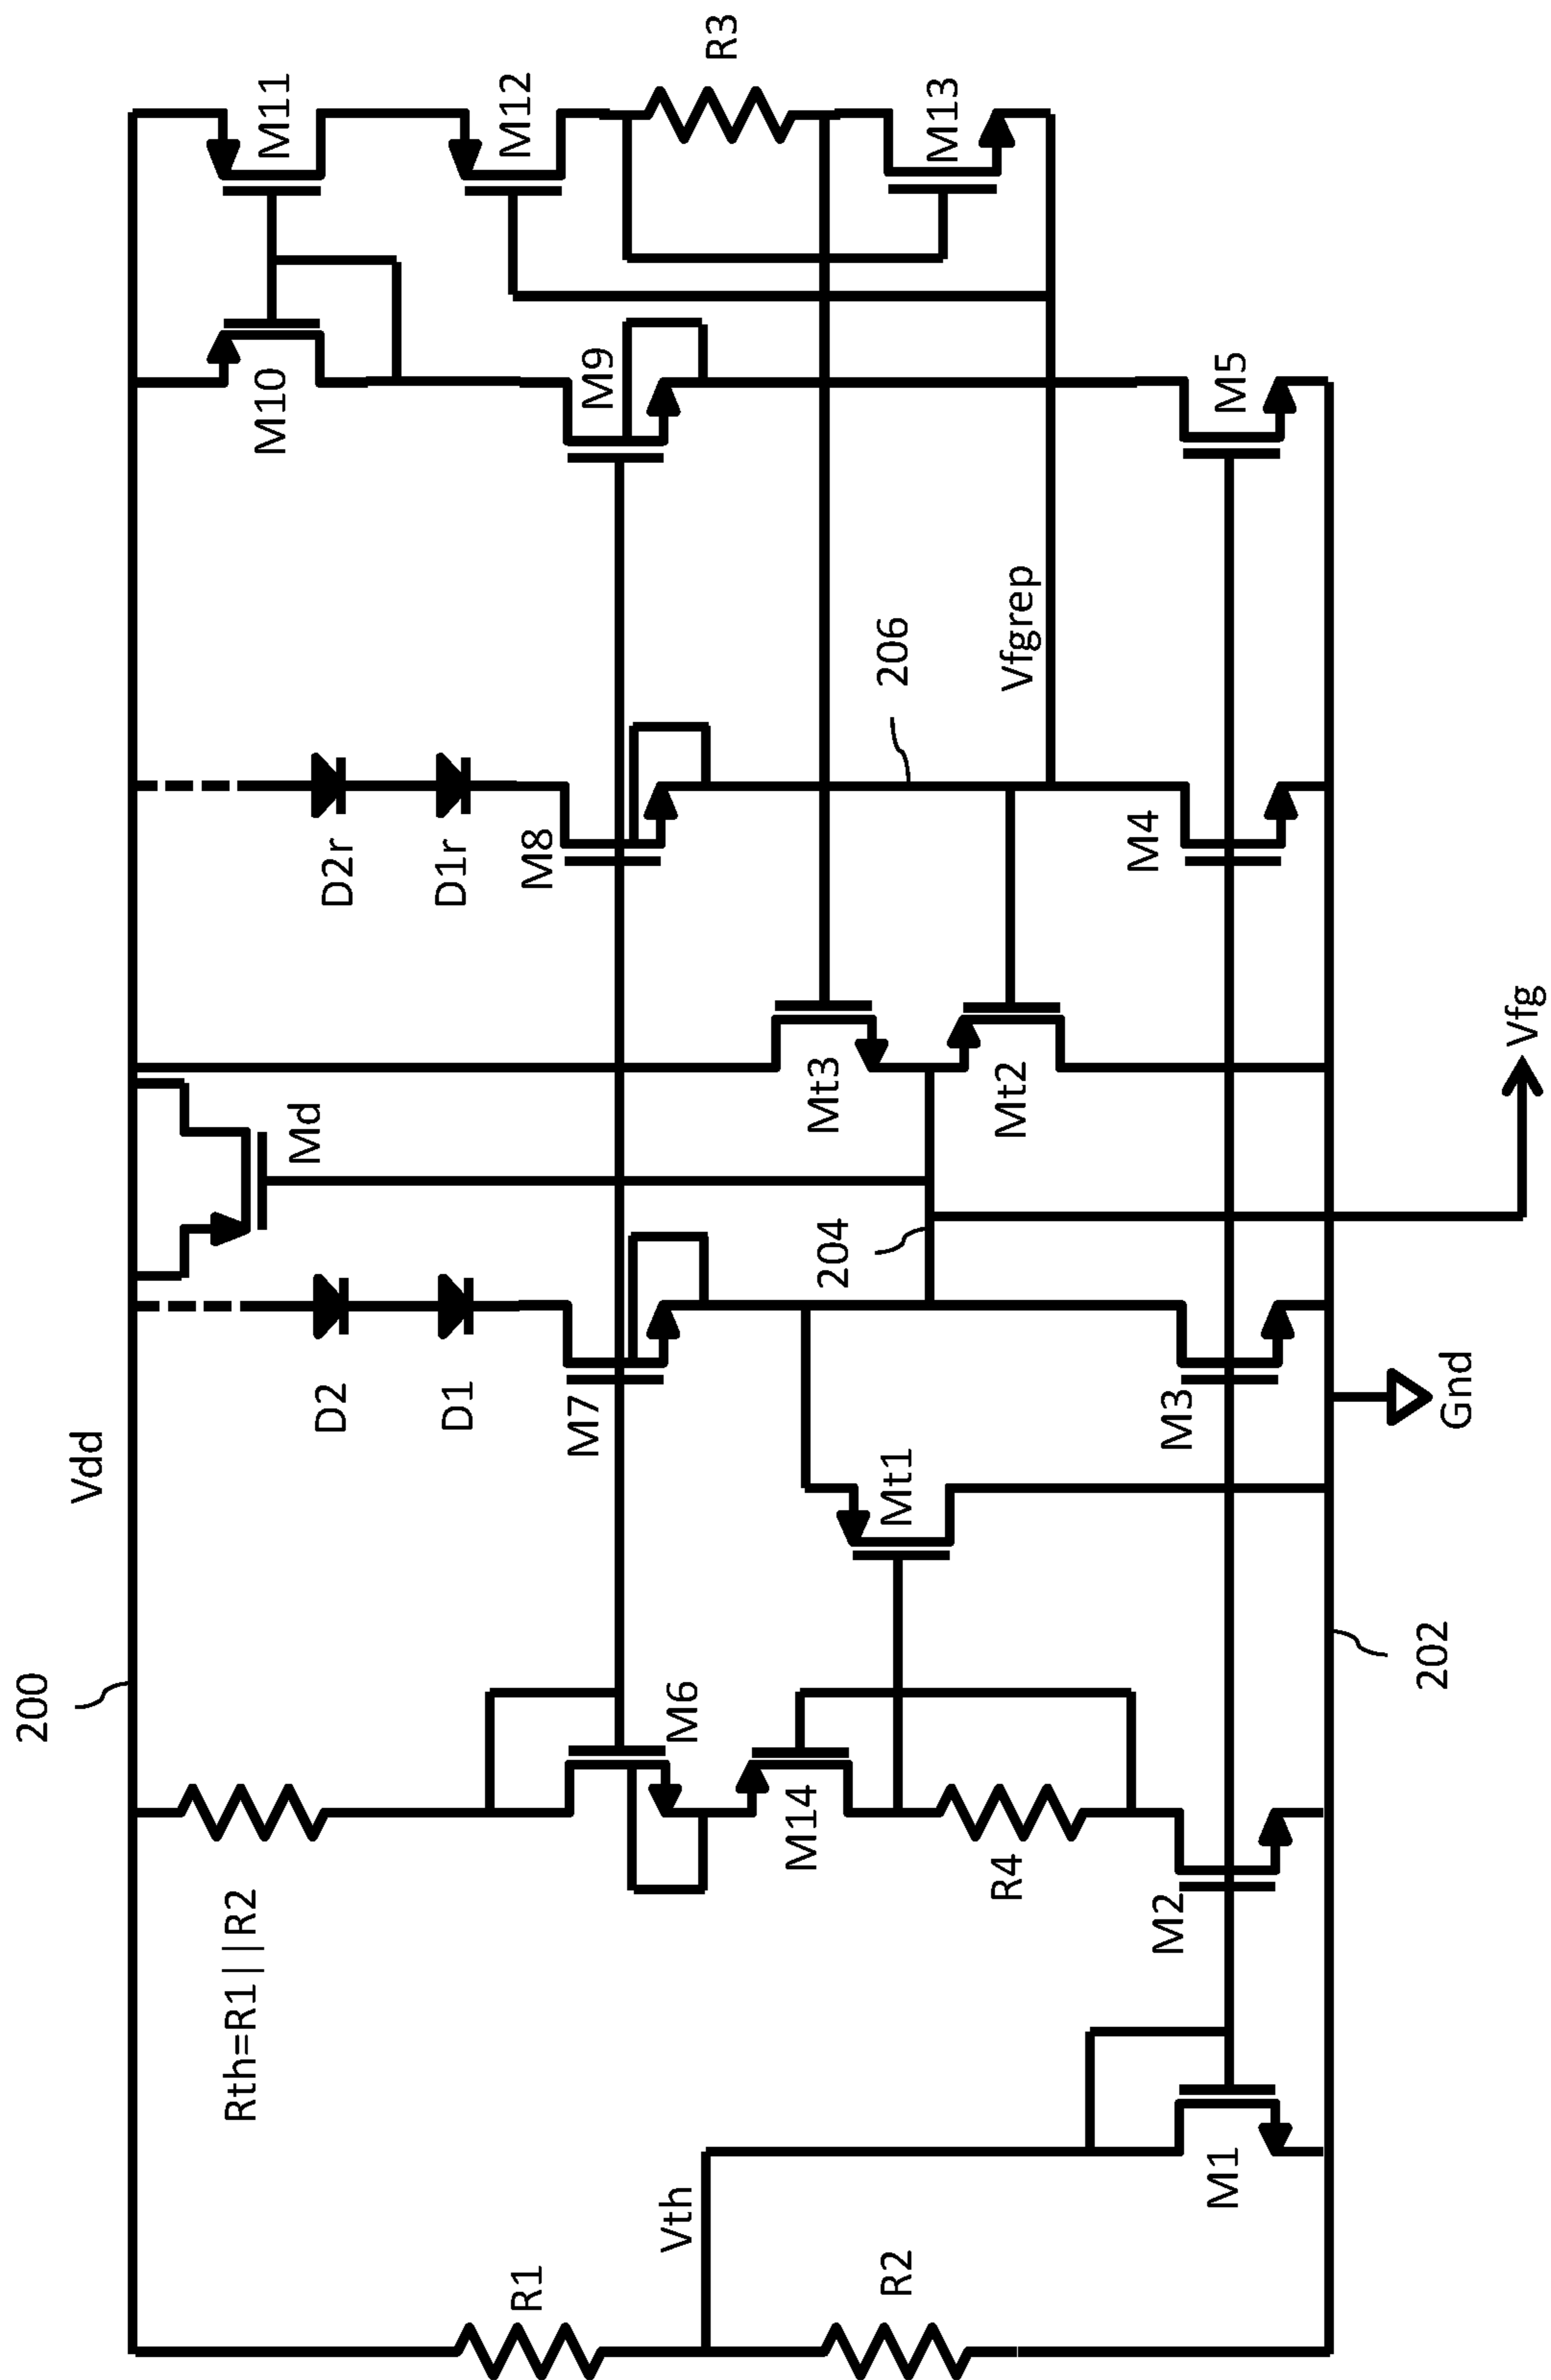 200
Vdd
Rth=R1||R2
R1
Vth
R2
M1
M6
M14
R4
M2
Mt1
D2
D1
M7
204
M3
Md
Mt3
Mt2
D2r
D1r
M8
206
Vfgrep
M4
M10
M9
M5
M11
M12
R3
M13
202
Gnd
Vfg